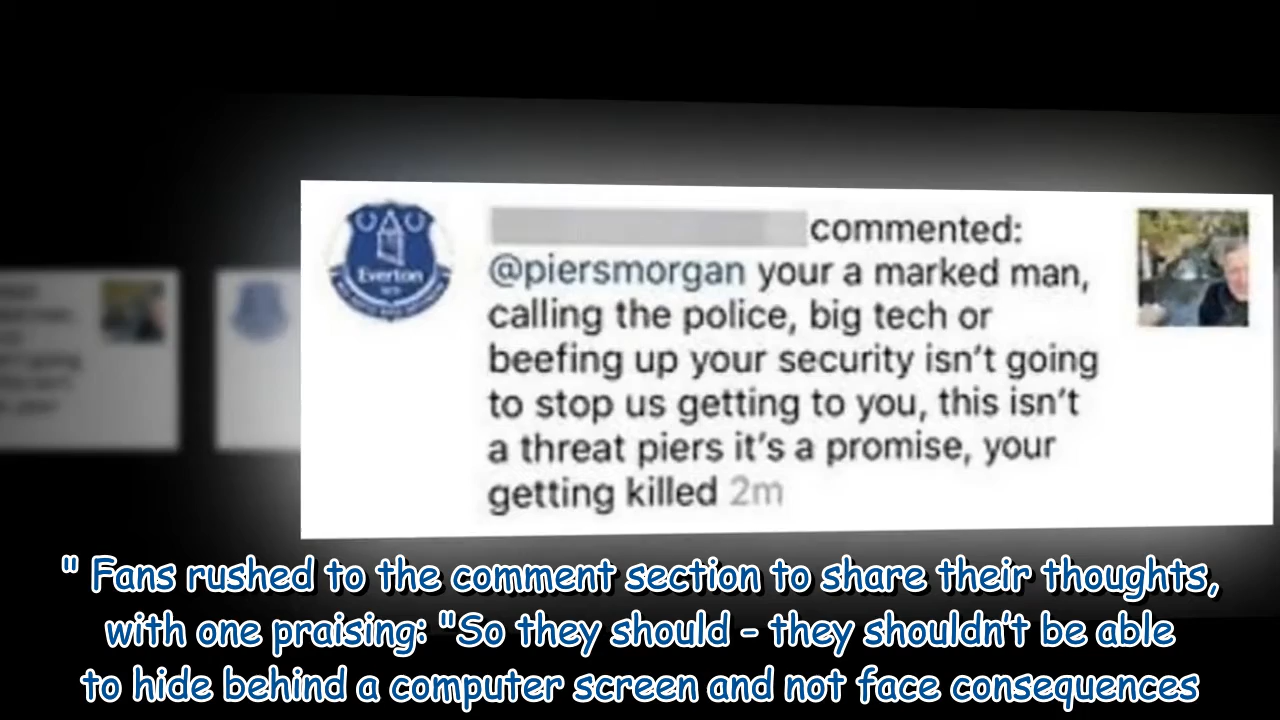 commented:
@piersmorgan your a marked man,
calling the police, big tech or
beefing up your security isn't going
to stop us getting to you, this isn't
a threat piers it's a promise, your
getting killed 2m
Everton
" Fans rushed to the comment section to share their thoughts,
with one praising: "So they should – they shouldn't be able
to hide behind a computer screen and not face consequences